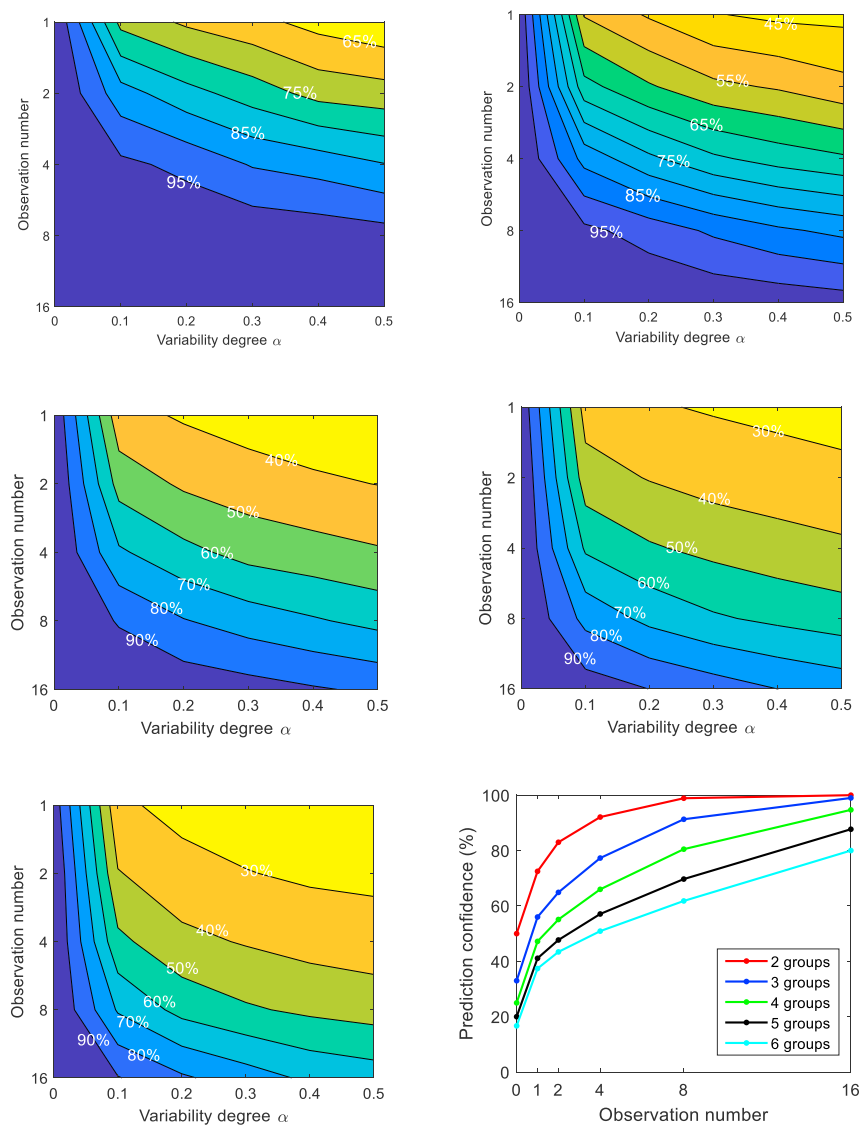 1
2
4
8
16
Observation number
65%
75%
85%
95%
0 0.1 0.2 0.3 0.4 0.5
Variability degree α
1
2
4
8
16
Observation number
45%
55%
65%
75%
85%
95%
0 0.1 0.2 0.3 0.4 0.5
Variability degree α
1
2
4
8
16
Observation number
40%
50%
60%
70%
80%
90%
0 0.1 0.2 0.3 0.4 0.5
Variability degree α
1
2
4
8
16
Observation number
30%
40%
50%
60%
70%
80%
90%
0 0.1 0.2 0.3 0.4 0.5
Variability degree α
1
2
4
8
16
Observation number
30%
40%
50%
60%
70%
80%
90%
0 0.1 0.2 0.3 0.4 0.5
Variability degree α
100
80
60
40
20
0
Prediction confidence (%)
2 groups
3 groups
4 groups
5 groups
6 groups
0 1 2 4 8 16
Observation number